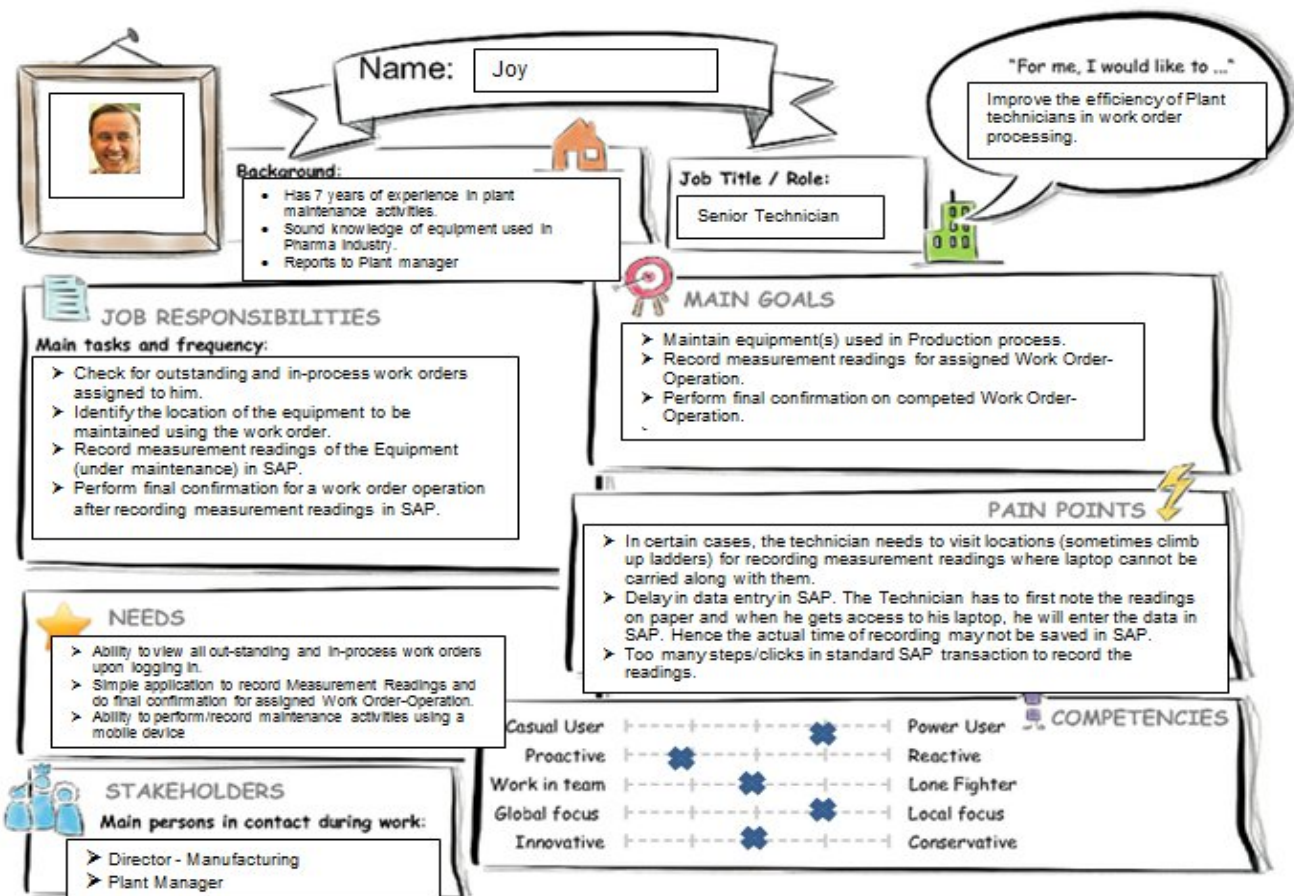 Name: Joy
"For me, I would like to ..."
Improve the efficiency of Plant
technicians in work order
processing.
Background:
• Has 7 years of experience in plant
maintenance activities.
• Sound knowledge of equipment used in
Pharma Industry.
• Reports to Plant manager
Job Title / Role:
Senior Technician
JOB RESPONSIBILITIES
Main tasks and frequency:
➤ Check for outstanding and in-process work orders
assigned to him.
➤ Identify the location of the equipment to be
maintained using the work order.
➤ Record measurement readings of the Equipment
(under maintenance) in SAP.
➤ Perform final confirmation for a work order operation
after recording measurement readings in SAP.
MAIN GOALS
➤ Maintain equipment(s) used in Production process.
➤ Record measurement readings for assigned Work Order-
Operation.
➤ Perform final confirmation on competed Work Order-
Operation.
PAIN POINTS
➤ In certain cases, the technician needs to visit locations (sometimes climb
up ladders) for recording measurement readings where laptop cannot be
carried along with them.
➤ Delay in data entry in SAP. The Technician has to first note the readings
on paper and when he gets access to his laptop, he will enter the data in
SAP. Hence the actual time of recording may not be saved in SAP.
➤ Too many steps/clicks in standard SAP transaction to record the
readings.
NEEDS
➤ Ability to view all out-standing and in-process work orders
upon logging in.
➤ Simple application to record Measurement Readings and
do final confirmation for assigned Work Order-Operation.
➤ Ability to perform/record maintenance activities using a
mobile device
COMPETENCIES
Casual User Power User
Proactive Reactive
Work in team Lone Fighter
Global focus Local focus
Innovative Conservative
STAKEHOLDERS
Main persons in contact during work:
➤ Director - Manufacturing
➤ Plant Manager